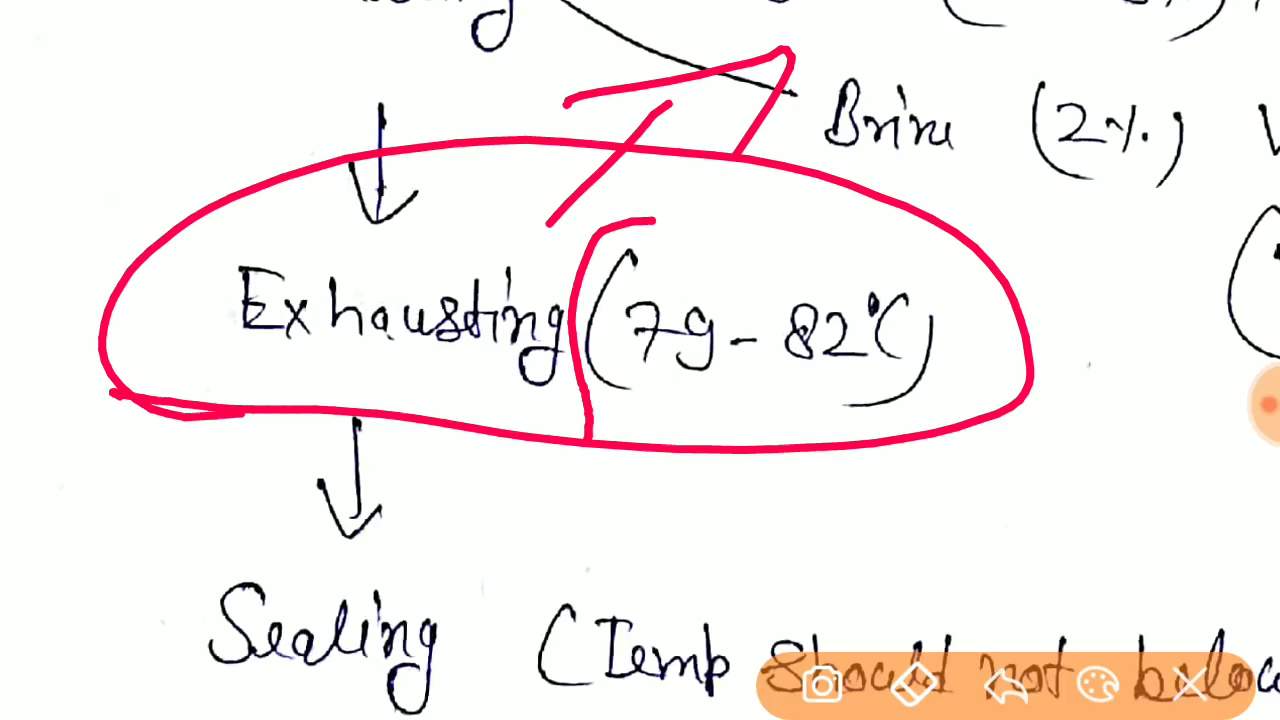 Brine (2%)
Exhausting (79-82°C)
Sealing (Temp should not below